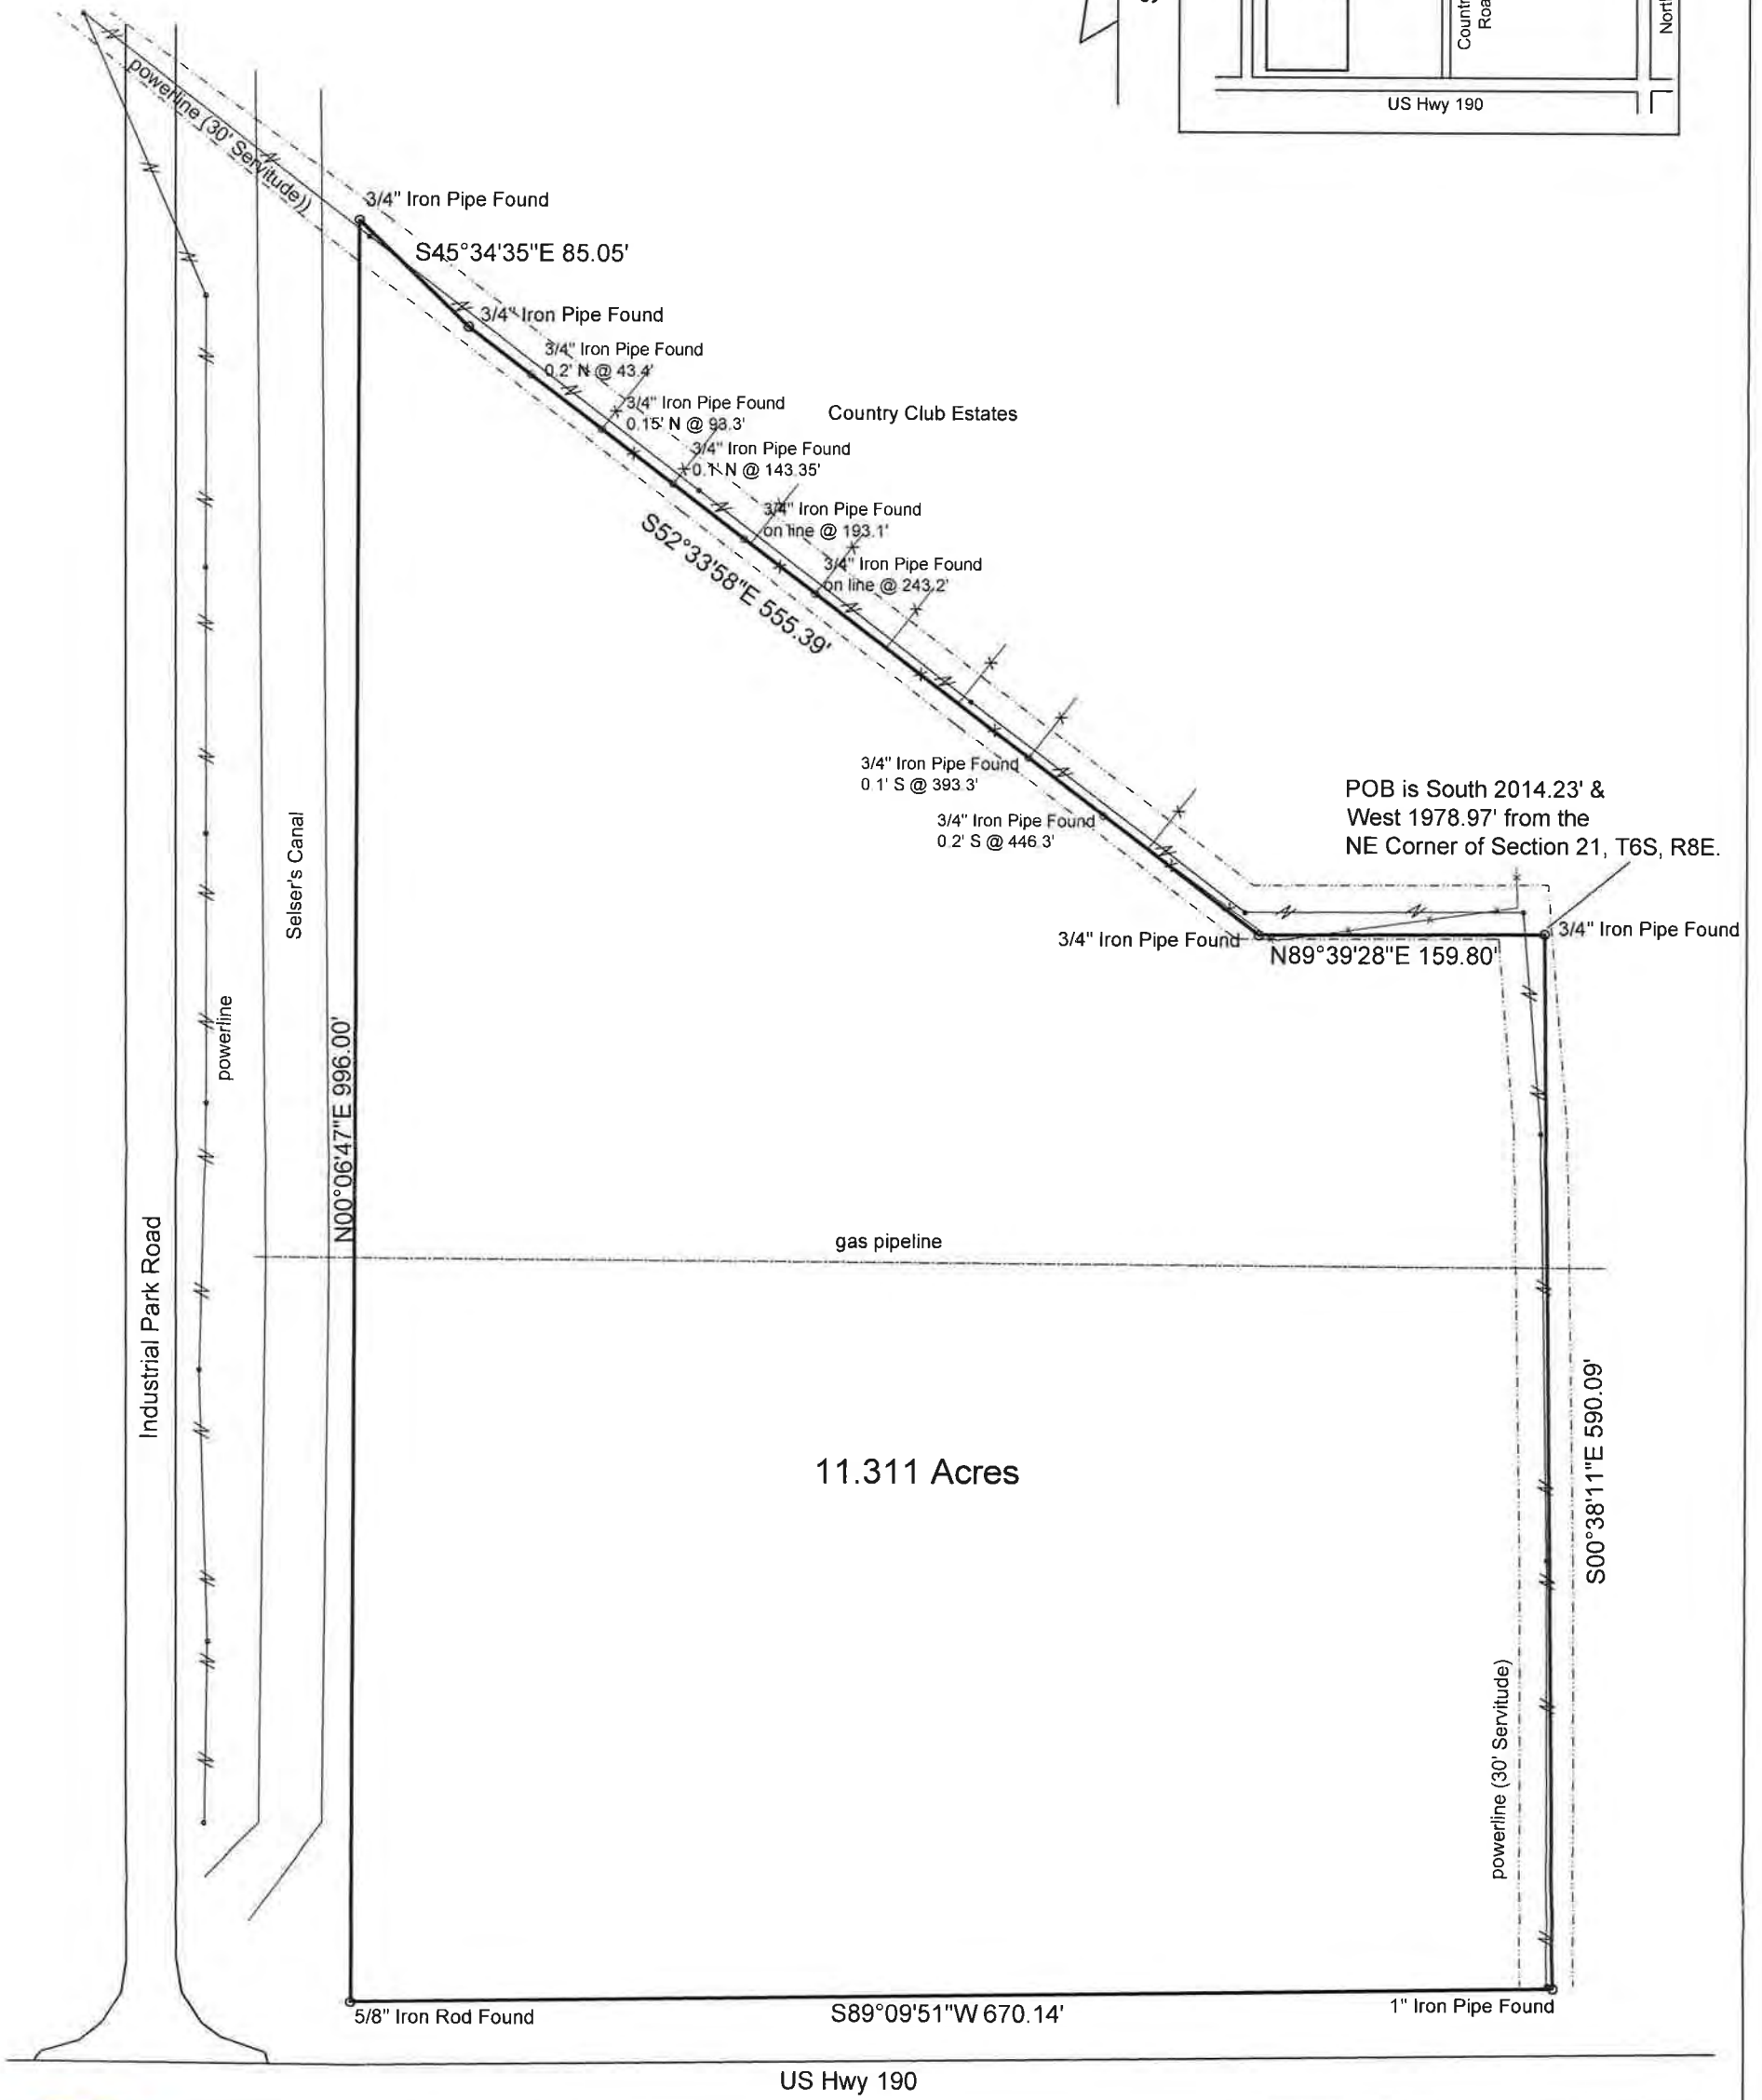 US Hwy 190
powerline (30' Servitude))
3/4" Iron Pipe Found
S45°34'35"E 85.05'
3/4" Iron Pipe Found
3/4" Iron Pipe Found
0.2' N @ 43.4'
3/4" Iron Pipe Found
0.15' N @ 93.3'
Country Club Estates
3/4" Iron Pipe Found
0.1' N @ 143.35'
3/4" Iron Pipe Found
on line @ 193.1'
3/4" Iron Pipe Found
on line @ 243.2'
S52°33'58"E 555.39'
3/4" Iron Pipe Found
0.1' S @ 393.3'
3/4" Iron Pipe Found
0.2' S @ 446.3'
POB is South 2014.23' &
West 1978.97' from the
NE Corner of Section 21, T6S, R8E.
3/4" Iron Pipe Found
3/4" Iron Pipe Found
N89°39'28"E 159.80'
Selser's Canal
powerline
N00°06'47"E 996.00'
Industrial Park Road
gas pipeline
11.311 Acres
S00°38'11"E 590.09'
powerline (30' Servitude)
5/8" Iron Rod Found
S89°09'51"W 670.14'
1" Iron Pipe Found
US Hwy 190